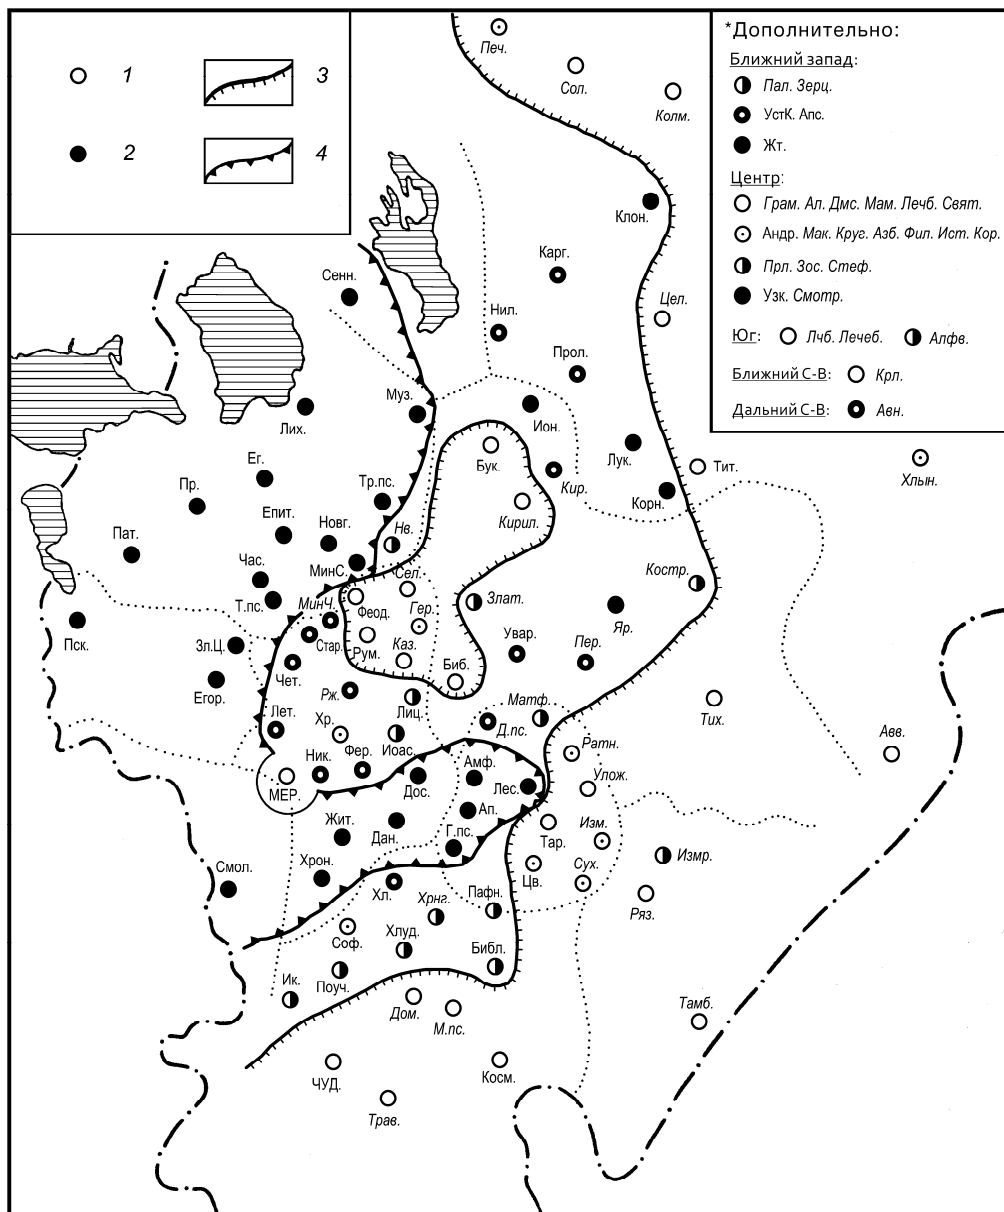 1
3
2
4
*Дополнительно:
Ближний запад:
Пал. Зерц.
УстК. Апс.
Жт.
Центр:
Грам. Ал. Дмс. Мам. Лечб. Свят.
Андр. Мак. Круг. Азб. Фил. Ист. Кор.
Прл. Зос. Стеф.
Узк. Смотр.
Юг: Лчб. Лечеб. Алфв.
Ближний С-В: Крл.
Дальний С-В: Авн.
Печ.
Сол.
Колм.
Клон.
Карг.
Сенн.
Цел.
Нил.
Прол.
Муз.
Ион.
Лих.
Лук.
Бук.
Тит.
Хлын.
Ег.
Тр.пс.
Кир.
Корн.
Пр.
Епит.
Новг.
Нв.
Кирил.
Пат.
Час.
МинС.
Сел.
Костр.
Т.пс.
МинЧ.
Феод.
Гер.
Злат.
Яр.
Пск.
Зл.Ц.
Стар.
Рум.
Каз.
Увар.
Пер.
Егор.
Чет.
Рж.
Биб.
Лиц.
Матф.
Тих.
Лет.
Хр.
Иоас.
Д.пс.
Ратн.
Авв.
Ник.
Фер.
Амф.
МЕР.
Дос.
Лес.
Улож.
Жит.
Дан.
Ап.
Тар.
Изм.
Г.пс.
Измр.
Смол.
Хрон.
Хл.
Цв.
Сух.
Ряз.
Хрнг.
Пафн.
Соф.
Хлуд.
Библ.
Ик.
Поуч.
Дом.
М.пс.
Тамб.
ЧУД.
Косм.
Трав.